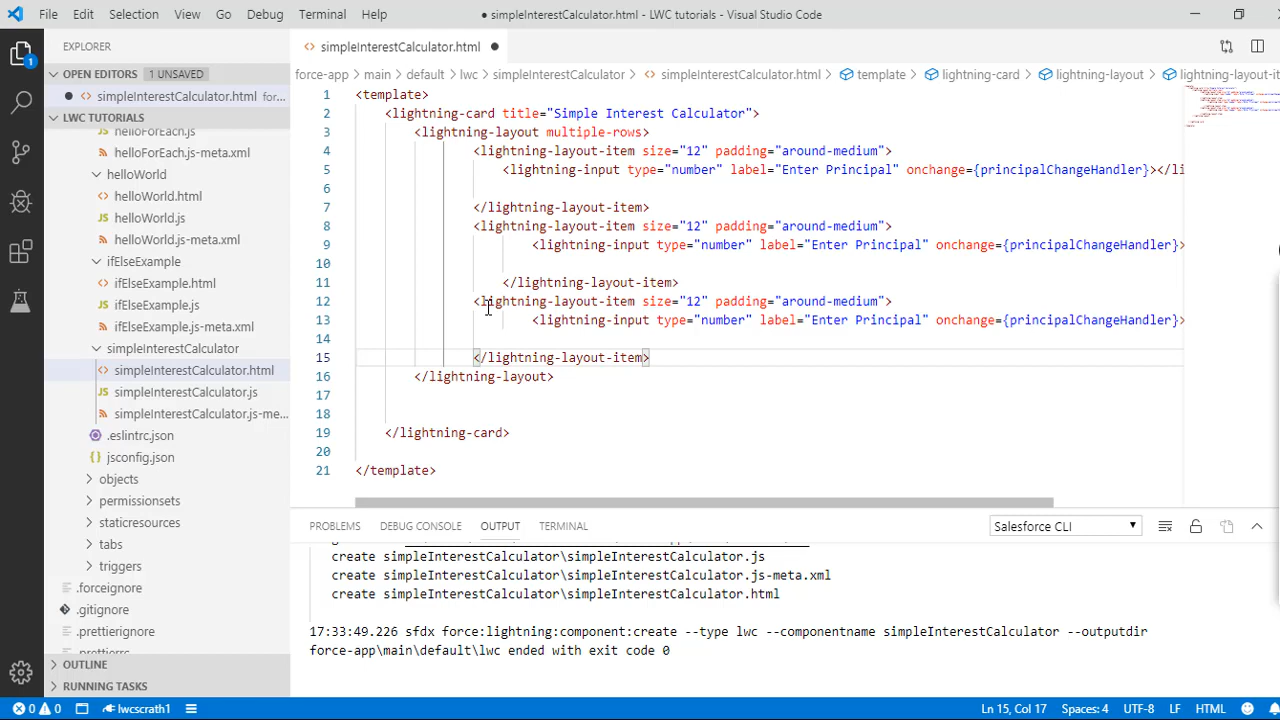 File Edit Selection View Go Debug Terminal Help ● simpleInterestCalculator.html - LWC tutorials - Visual Studio Code
EXPLORER
<> simpleInterestCalculator.html ●
OPEN EDITORS 1 UNSAVED
● <> simpleInterestCalculator.html for...
LWC TUTORIALS
helloForEach.js
helloForEach.js-meta.xml
helloWorld
<> helloWorld.html
JS helloWorld.js
helloWorld.js-meta.xml
ifElseExample
<> ifElseExample.html
JS ifElseExample.js
ifElseExample.js-meta.xml
simpleInterestCalculator
<> simpleInterestCalculator.html
JS simpleInterestCalculator.js
simpleInterestCalculator.js-me...
.eslintrc.json
{} jsconfig.json
objects
permissionsets
staticresources
tabs
triggers
.forceignore
.gitignore
.prettierignore
OUTLINE
RUNNING TASKS
force-app > main > default > lwc > simpleInterestCalculator > <> simpleInterestCalculator.html > template > lightning-card > lightning-layout > lightning-layout-it
1 <template>
2 <lightning-card title="Simple Interest Calculator">
3 <lightning-layout multiple-rows>
4 <lightning-layout-item size="12" padding="around-medium">
5 <lightning-input type="number" label="Enter Principal" onchange={principalChangeHandler}></li
6
7 </lightning-layout-item>
8 <lightning-layout-item size="12" padding="around-medium">
9 <lightning-input type="number" label="Enter Principal" onchange={principalChangeHandler}>
10
11 </lightning-layout-item>
12 <lightning-layout-item size="12" padding="around-medium">
13 <lightning-input type="number" label="Enter Principal" onchange={principalChangeHandler}>
14
15 </lightning-layout-item>
16 </lightning-layout>
17
18
19 </lightning-card>
20
21 </template>
PROBLEMS DEBUG CONSOLE OUTPUT TERMINAL Salesforce CLI
create simpleInterestCalculator\simpleInterestCalculator.js
create simpleInterestCalculator\simpleInterestCalculator.js-meta.xml
create simpleInterestCalculator\simpleInterestCalculator.html
17:33:49.226 sfdx force:lightning:component:create --type lwc --componentname simpleInterestCalculator --outputdir
force-app\main\default\lwc ended with exit code 0
0 0 lwcscrath1 Ln 15, Col 17 Spaces: 4 UTF-8 LF HTML